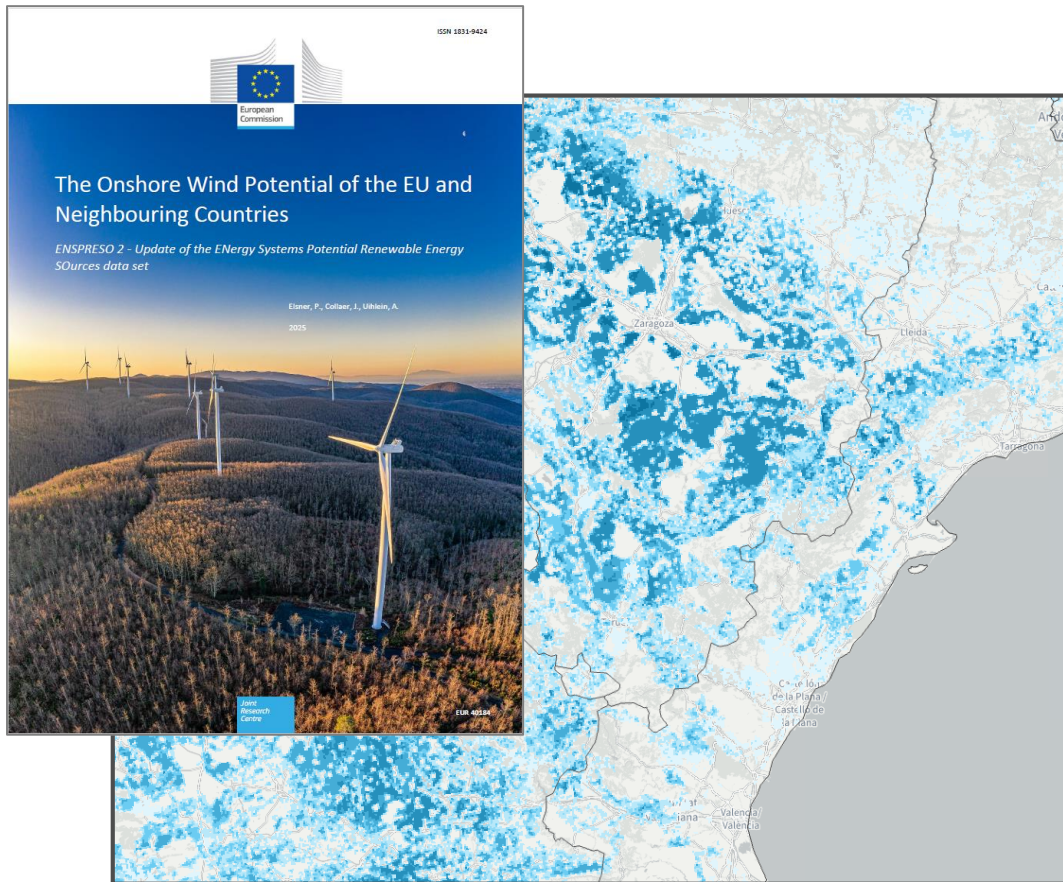 ISSN 1831-9424
European
Commission
The Onshore Wind Potential of the EU and
Neighbouring Countries
ENSPRESO 2 - Update of the ENergy Systems Potential Renewable Energy
SOurces data set
Elsner, P., Collaer, J., Uihlein, A.
2025
Joint
Research
Centre
EUR 40184
Zaragoza
Lleida
Tarragona
de la Plana /
Castelló de
la Plana
València/
Valencia